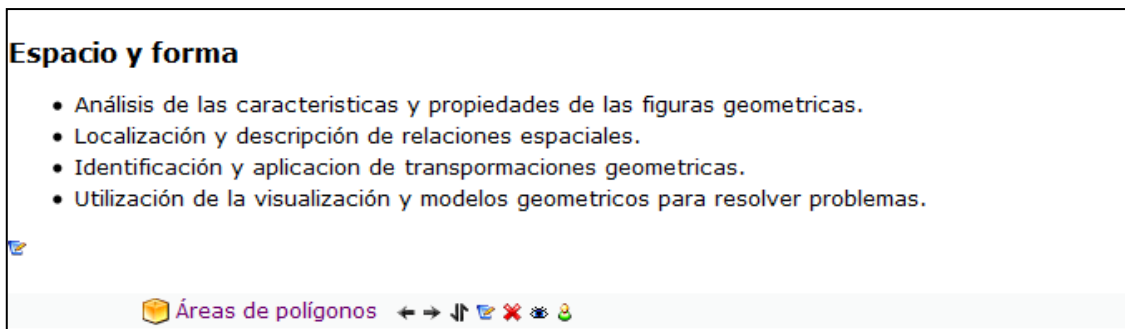 Espacio y forma
• Análisis de las caracteristicas y propiedades de las figuras geometricas.
• Localización y descripción de relaciones espaciales.
• Identificación y aplicacion de transpormaciones geometricas.
• Utilización de la visualización y modelos geometricos para resolver problemas.
Áreas de polígonos